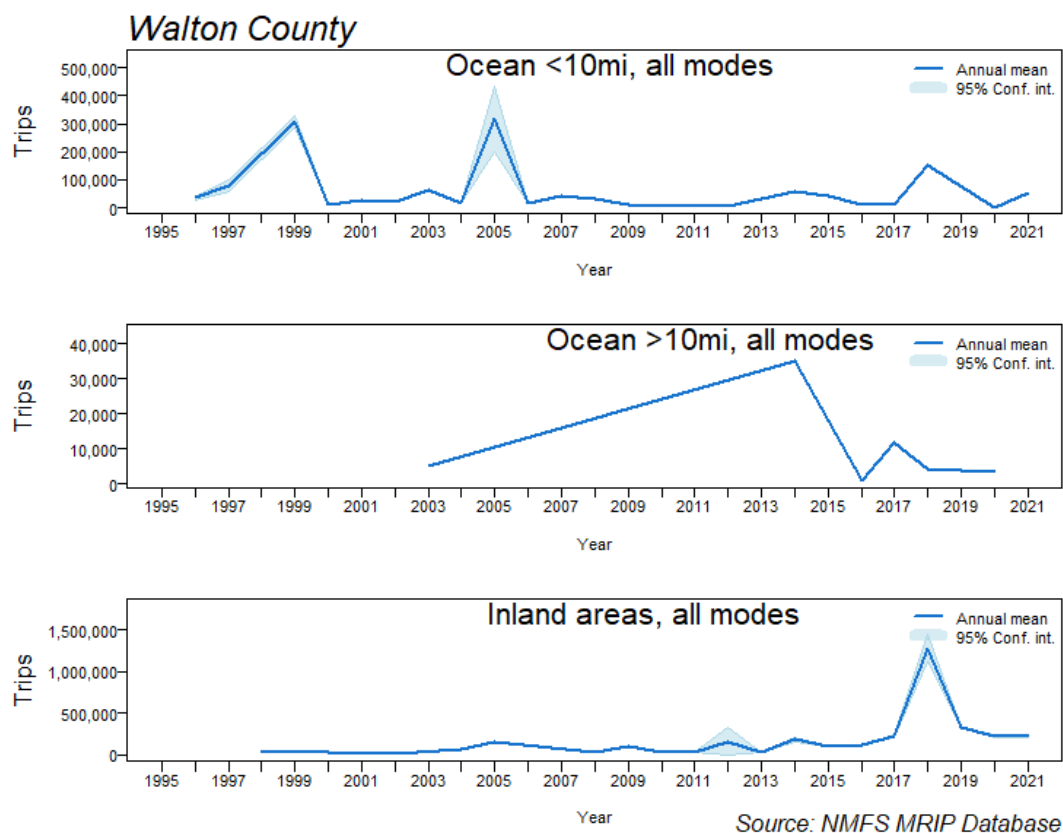 Walton County
Ocean <10mi, all modes
Annual mean
95% Conf. int.
Trips
500,000
400,000
300,000
200,000
100,000
0
1995 1997 1999 2001 2003 2005 2007 2009 2011 2013 2015 2017 2019 2021
Year
Ocean >10mi, all modes
Annual mean
95% Conf. int.
Trips
40,000
30,000
20,000
10,000
0
1995 1997 1999 2001 2003 2005 2007 2009 2011 2013 2015 2017 2019 2021
Year
Inland areas, all modes
Annual mean
95% Conf. int.
Trips
1,500,000
1,000,000
500,000
0
1995 1997 1999 2001 2003 2005 2007 2009 2011 2013 2015 2017 2019 2021
Year
Source: NMFS MRIP Database